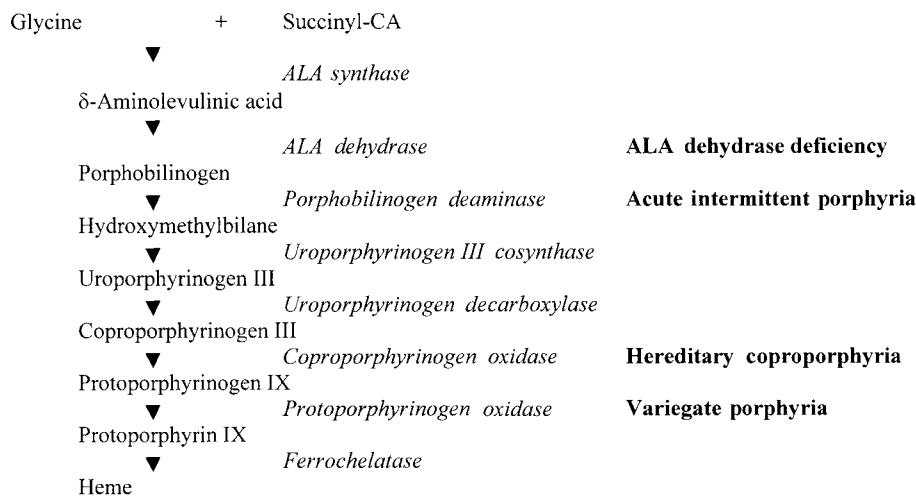 Glycine + Succinyl-CA
ALA synthase
δ-Aminolevulinic acid
ALA dehydrase ALA dehydrase deficiency
Porphobilinogen
Porphobilinogen deaminase Acute intermittent porphyria
Hydroxymethylbilane
Uroporphyrinogen III cosynthase
Uroporphyrinogen III
Uroporphyrinogen decarboxylase
Coproporphyrinogen III
Coproporphyrinogen oxidase Hereditary coproporphyria
Protoporphyrinogen IX
Protoporphyrinogen oxidase Variegate porphyria
Protoporphyrin IX
Ferrochelatase
Heme